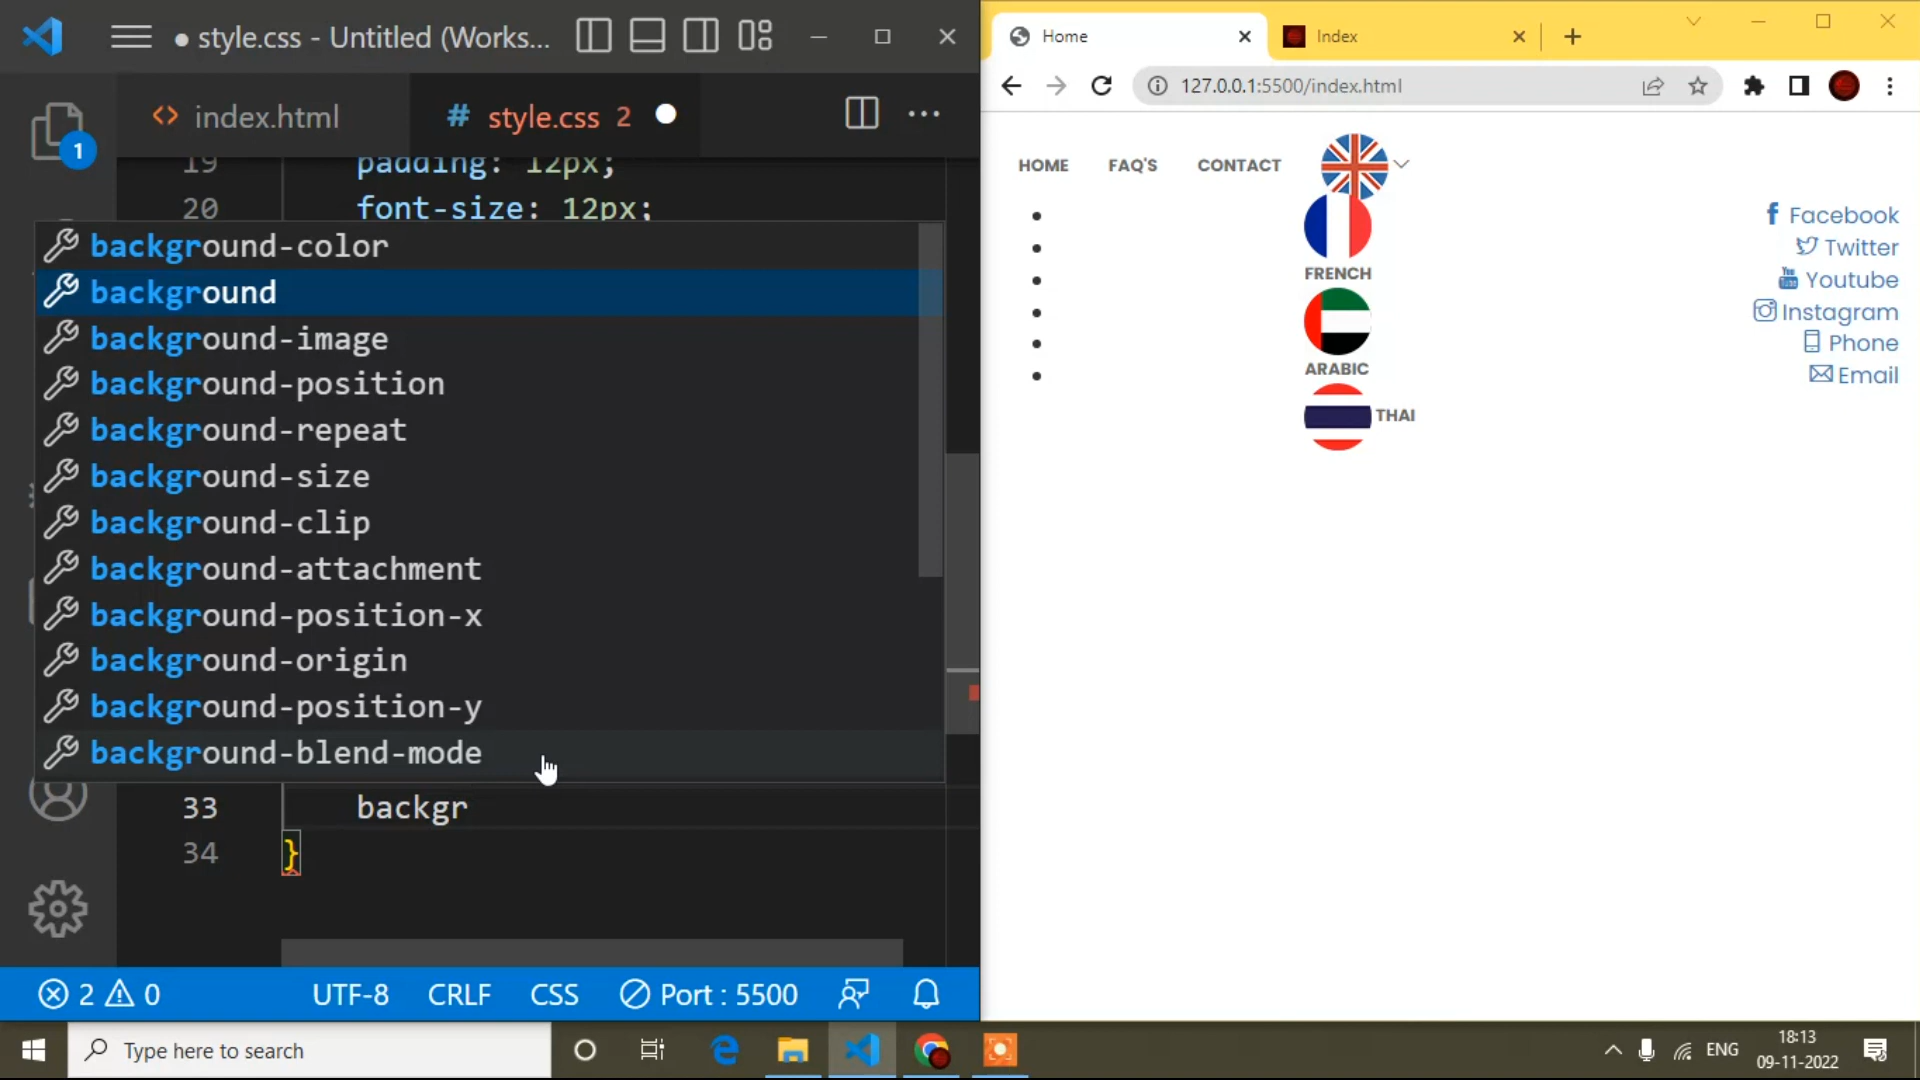 style.css - Untitled (Works...
index.html
# style.css 2
1
19 padding: 12px;
20 font-size: 12px;
background-color
background
background-image
background-position
background-repeat
background-size
background-clip
background-attachment
background-position-x
background-origin
background-position-y
background-blend-mode
33 backgr
34 }
2 0
UTF-8 CRLF CSS Port : 5500
Home
Index
127.0.0.1:5500/index.html
HOME FAQ'S CONTACT
FRENCH
ARABIC
THAI
Facebook
Twitter
Youtube
Instagram
Phone
Email
Type here to search
ENG
18:13
09-11-2022